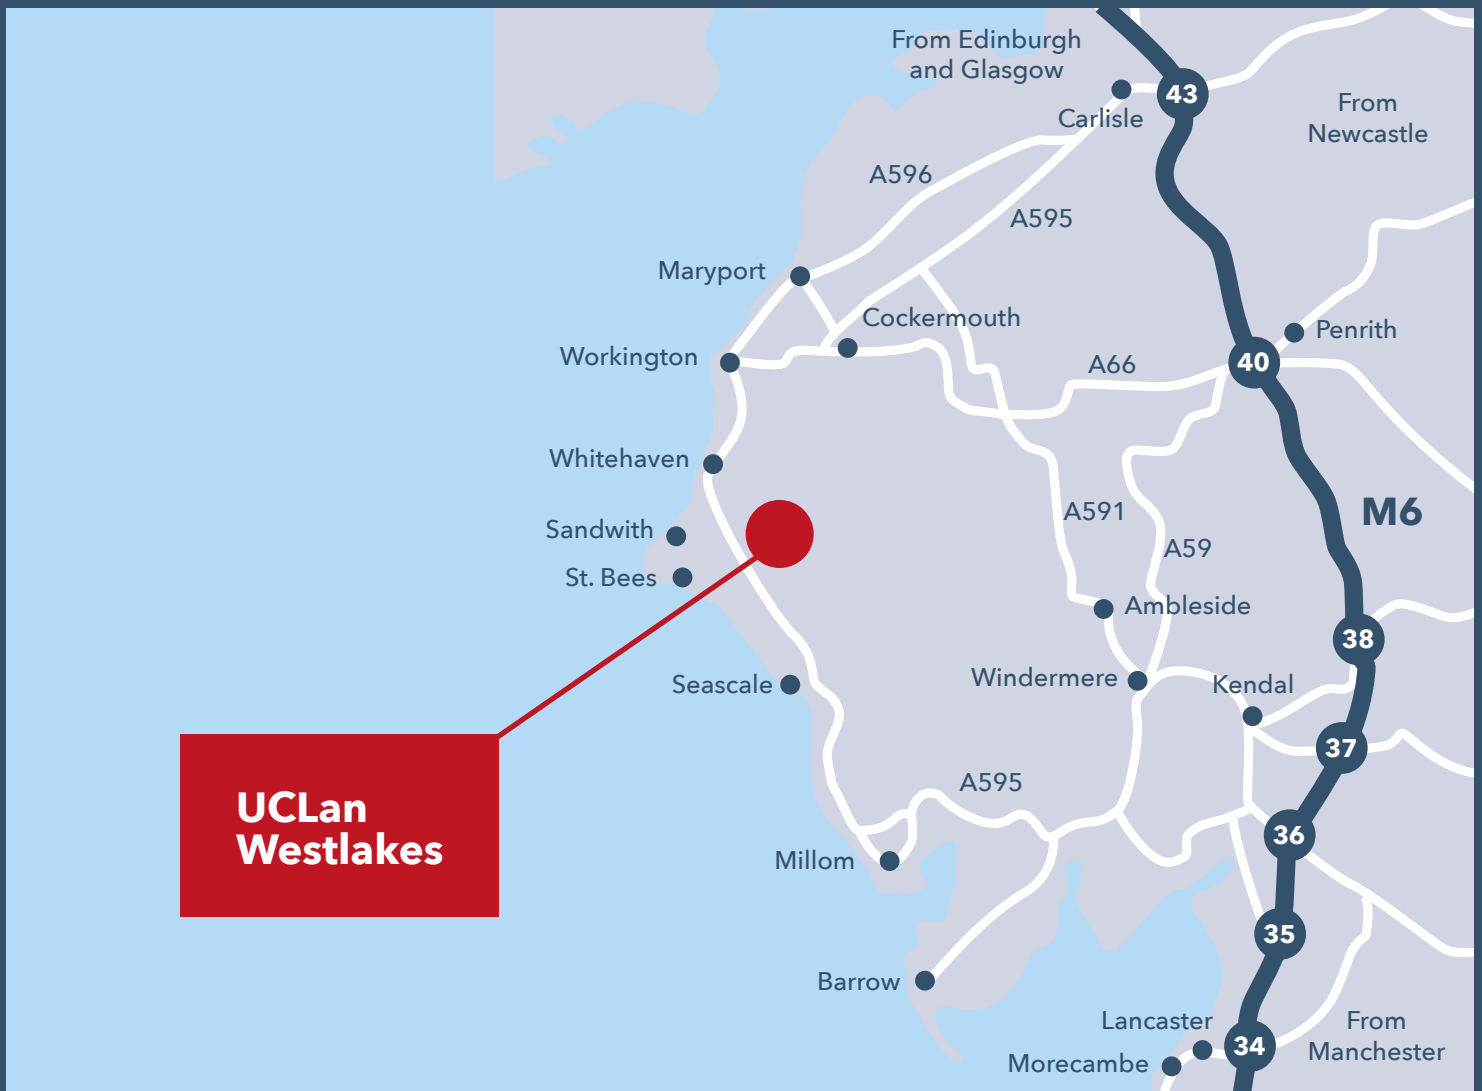 From Edinburgh
and Glasgow
43
Carlisle
From
Newcastle
A596
A595
Maryport
Cockermouth
Penrith
Workington
A66
40
Whitehaven
M6
A591
Sandwith
A59
St. Bees
Ambleside
38
Seascale
Windermere
Kendal
37
A595
UCLan
Westlakes
36
Millom
35
Barrow
Lancaster
34
From
Manchester
Morecambe